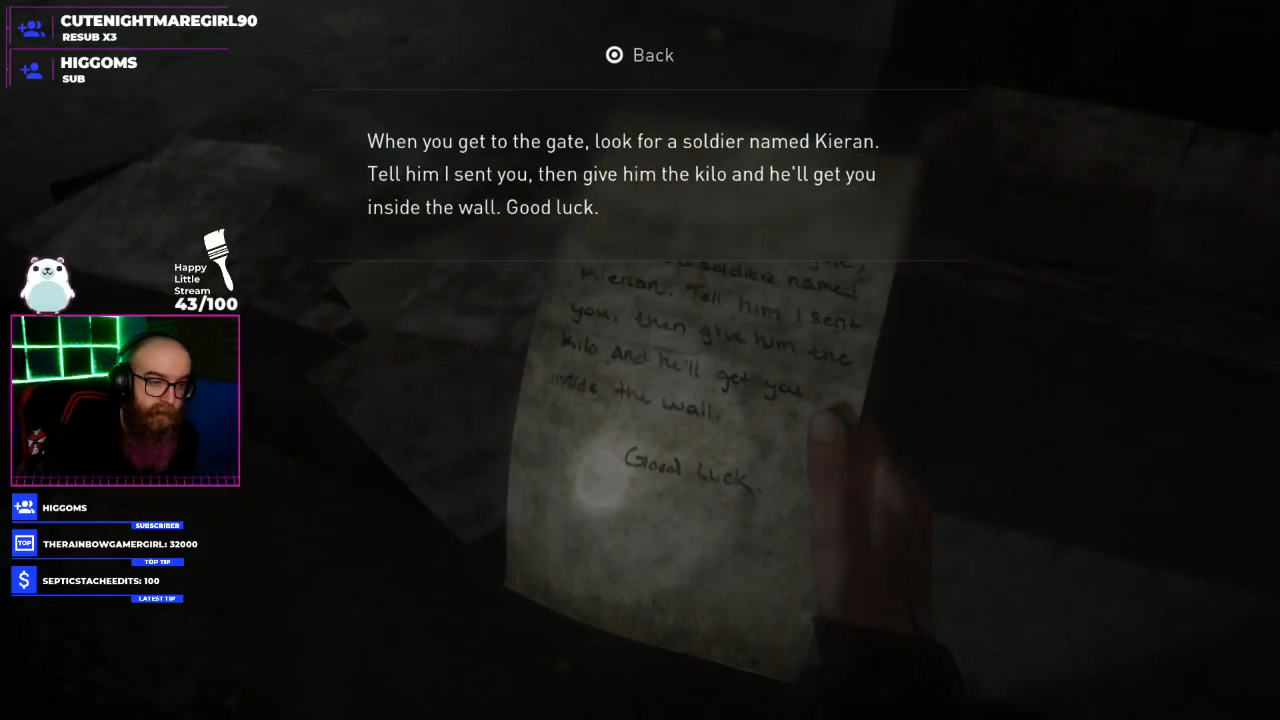 CUTENIGHTMAREGIRL90
RESUB X3
HIGGOMS
SUB
Back
When you get to the gate, look for a soldier named Kieran.
Tell him I sent you, then give him the kilo and he'll get you
inside the wall. Good luck.
soldier named
Kieran. Tell him I sent
you, then give him the
kilo and he'll get you
inside the wall.
Good Luck.
Happy
Little
Stream
43/100
HIGGOMS
SUBSCRIBER
TOP
THERAINBOWGAMERGIRL: 32000
TOP TIP
$
SEPTICSTACHEEDITS: 100
LATEST TIP